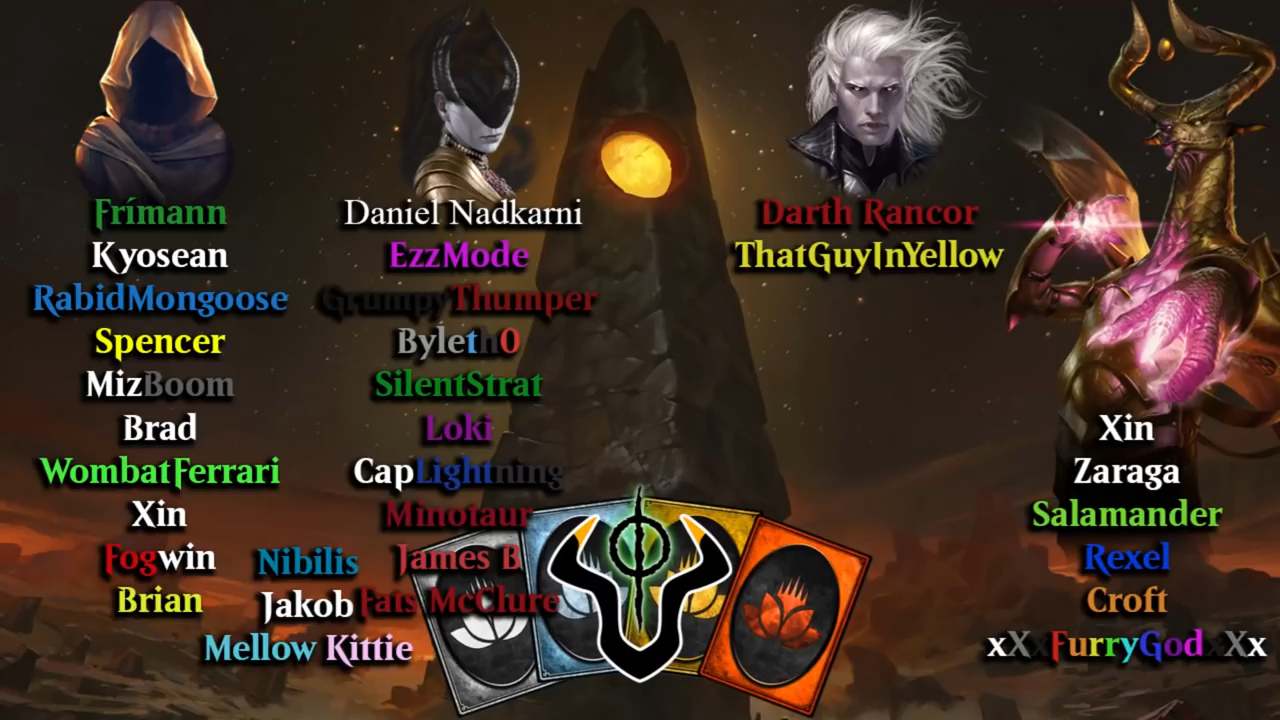 Frímann
Kyosean
RabidMongoose
Spencer
MizBoom
Brad
WombatFerrari
Xin
Fogwin
Brian
Nibilis
Jakob
Mellow Kittie
Daniel Nadkarni
EzzMode
GrumpyThumper
Byleth0
SilentStrat
Loki
CapLightning
Minotaur
James B
Fats McClure
Darth Rancor
ThatGuyInYellow
Xin
Zaraga
Salamander
Rexel
Croft
xXxFurryGodxXx